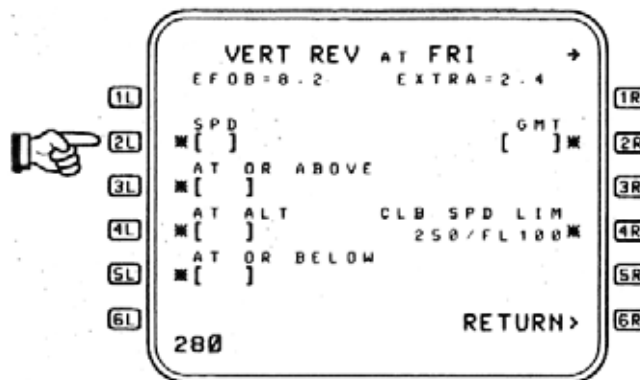 VERT REV AT FRI →
EFOB=8.2 EXTRA=2.4
1L 1R
SPD GMT
2L *[ ] [ ]* 2R
AT OR ABOVE
3L *[ ] 3R
AT ALT CLB SPD LIM
4L *[ ] 250/FL100* 4R
AT OR BELOW
5L *[ ] 5R
6L RETURN> 6R
280